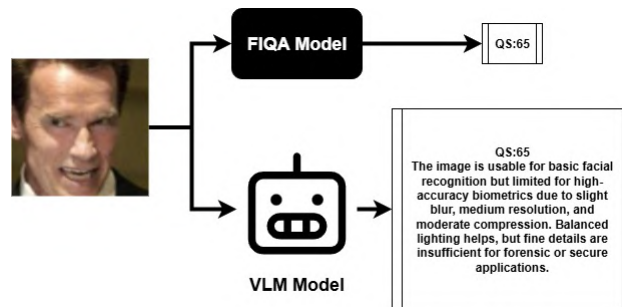 FIQA Model
QS:65
VLM Model
QS:65
The image is usable for basic facial
recognition but limited for high-
accuracy biometrics due to slight
blur, medium resolution, and
moderate compression. Balanced
lighting helps, but fine details are
insufficient for forensic or secure
applications.